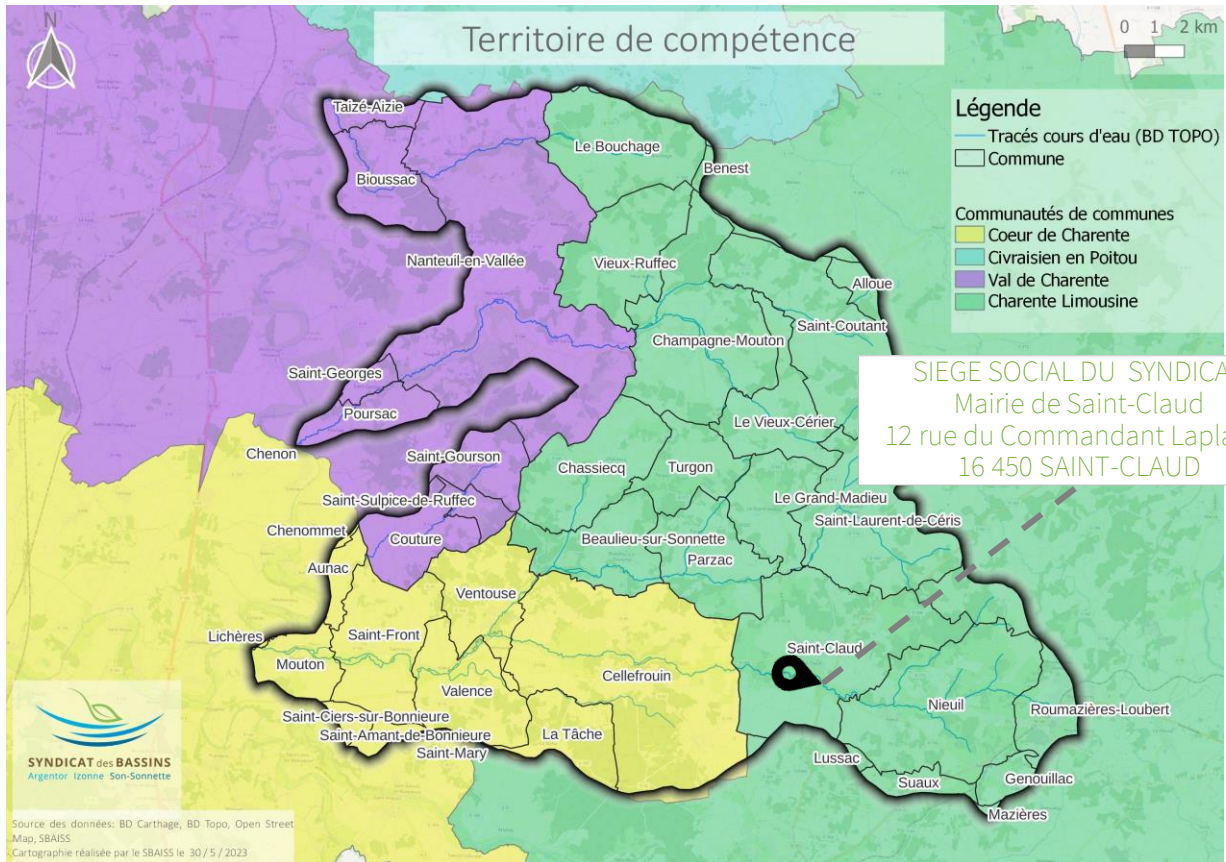 Territoire de compétence
N
0 1 2 km
Légende
Tracés cours d'eau (BD TOPO)
Commune
Communautés de communes
Coeur de Charente
Civraisien en Poitou
Val de Charente
Charente Limousine
Taizé-Aizie
Le Bouchage
Benest
Bioussac
Nanteuil-en-Vallée
Vieux-Ruffec
Alloue
Saint-Coutant
Champagne-Mouton
Saint-Georges
Poursac
Le Vieux-Cérier
Chenon
Saint-Gourson
Chassiecq
Turgon
SIEGE SOCIAL DU SYNDICA
Mairie de Saint-Claud
12 rue du Commandant Lapla
16 450 SAINT-CLAUD
Saint-Sulpice-de-Ruffec
Le Grand-Madieu
Saint-Laurent-de-Céris
Chenommet
Couture
Beaulieu-sur-Sonnette
Parzac
Aunac
Ventouse
Lichères
Saint-Front
Saint-Claud
Mouton
Cellefrouin
Valence
Nieuil
Roumazières-Loubert
Saint-Ciers-sur-Bonnieure
Saint-Amant-de-Bonnieure
La Tâche
Saint-Mary
Lussac
Suaux
Genouillac
Mazières
SYNDICAT des BASSINS
Argentor Izonne Son-Sonnette
Source des données: BD Carthage, BD Topo, Open Street
Map, SBAISS
Cartographie réalisée par le SBAISS le 30 / 5 / 2023